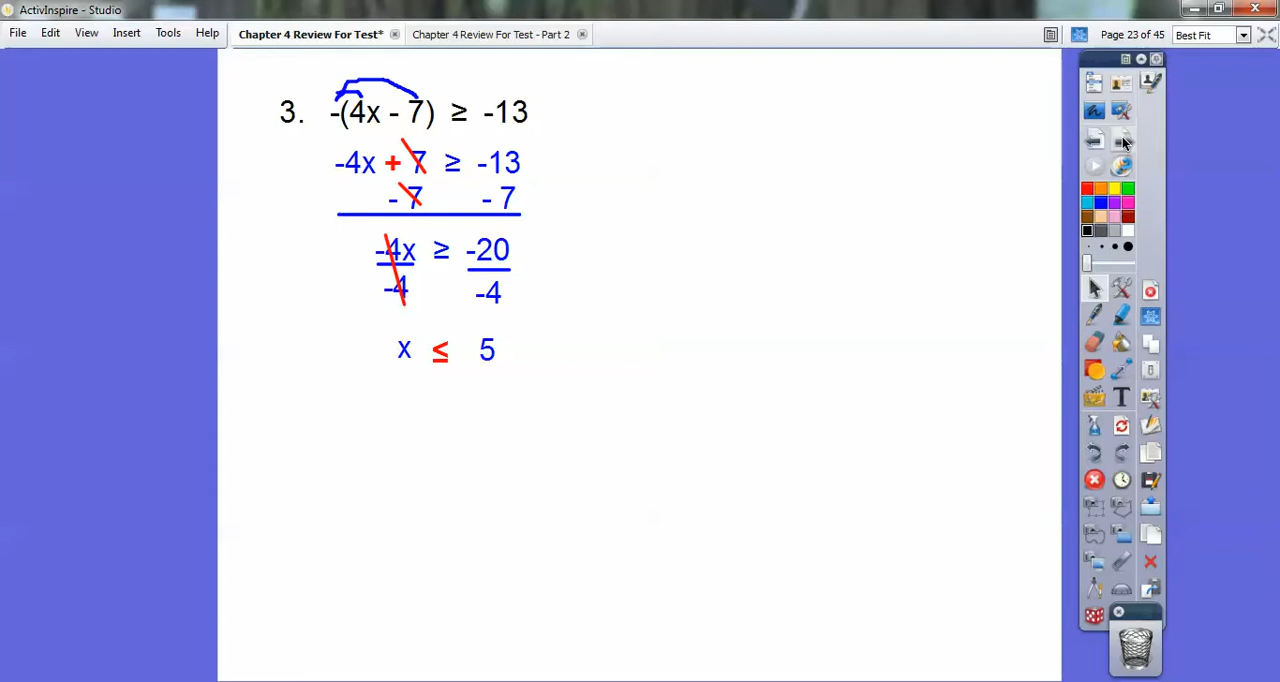 ActivInspire - Studio
File Edit View Insert Tools Help
Chapter 4 Review For Test* Chapter 4 Review For Test - Part 2
Page 23 of 45 Best Fit
3. -(4x - 7) ≥ -13
-4x + 7 ≥ -13
- 7 - 7
-4x ≥ -20
-4 -4
x ≤ 5
T